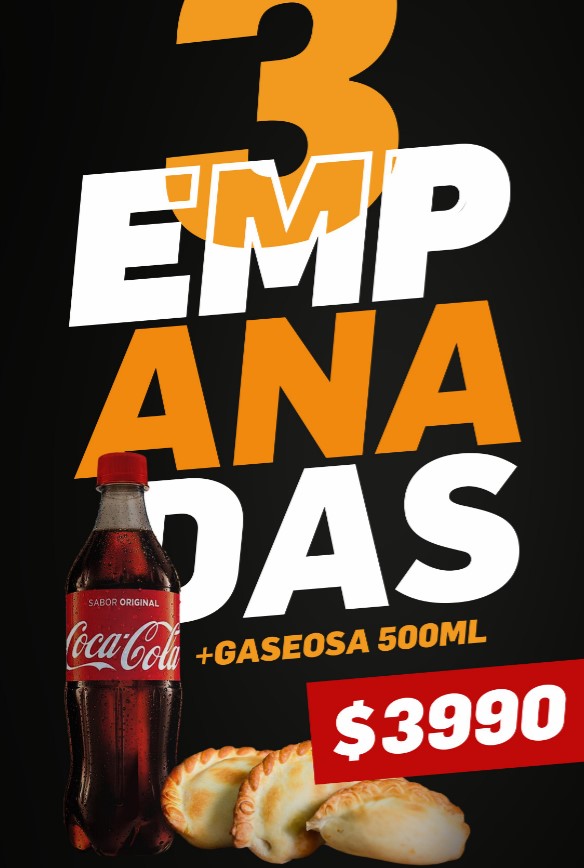 3
EMP
ANA
DAS
+GASEOSA 500ML
SABOR ORIGINAL
Coca-Cola
$3990